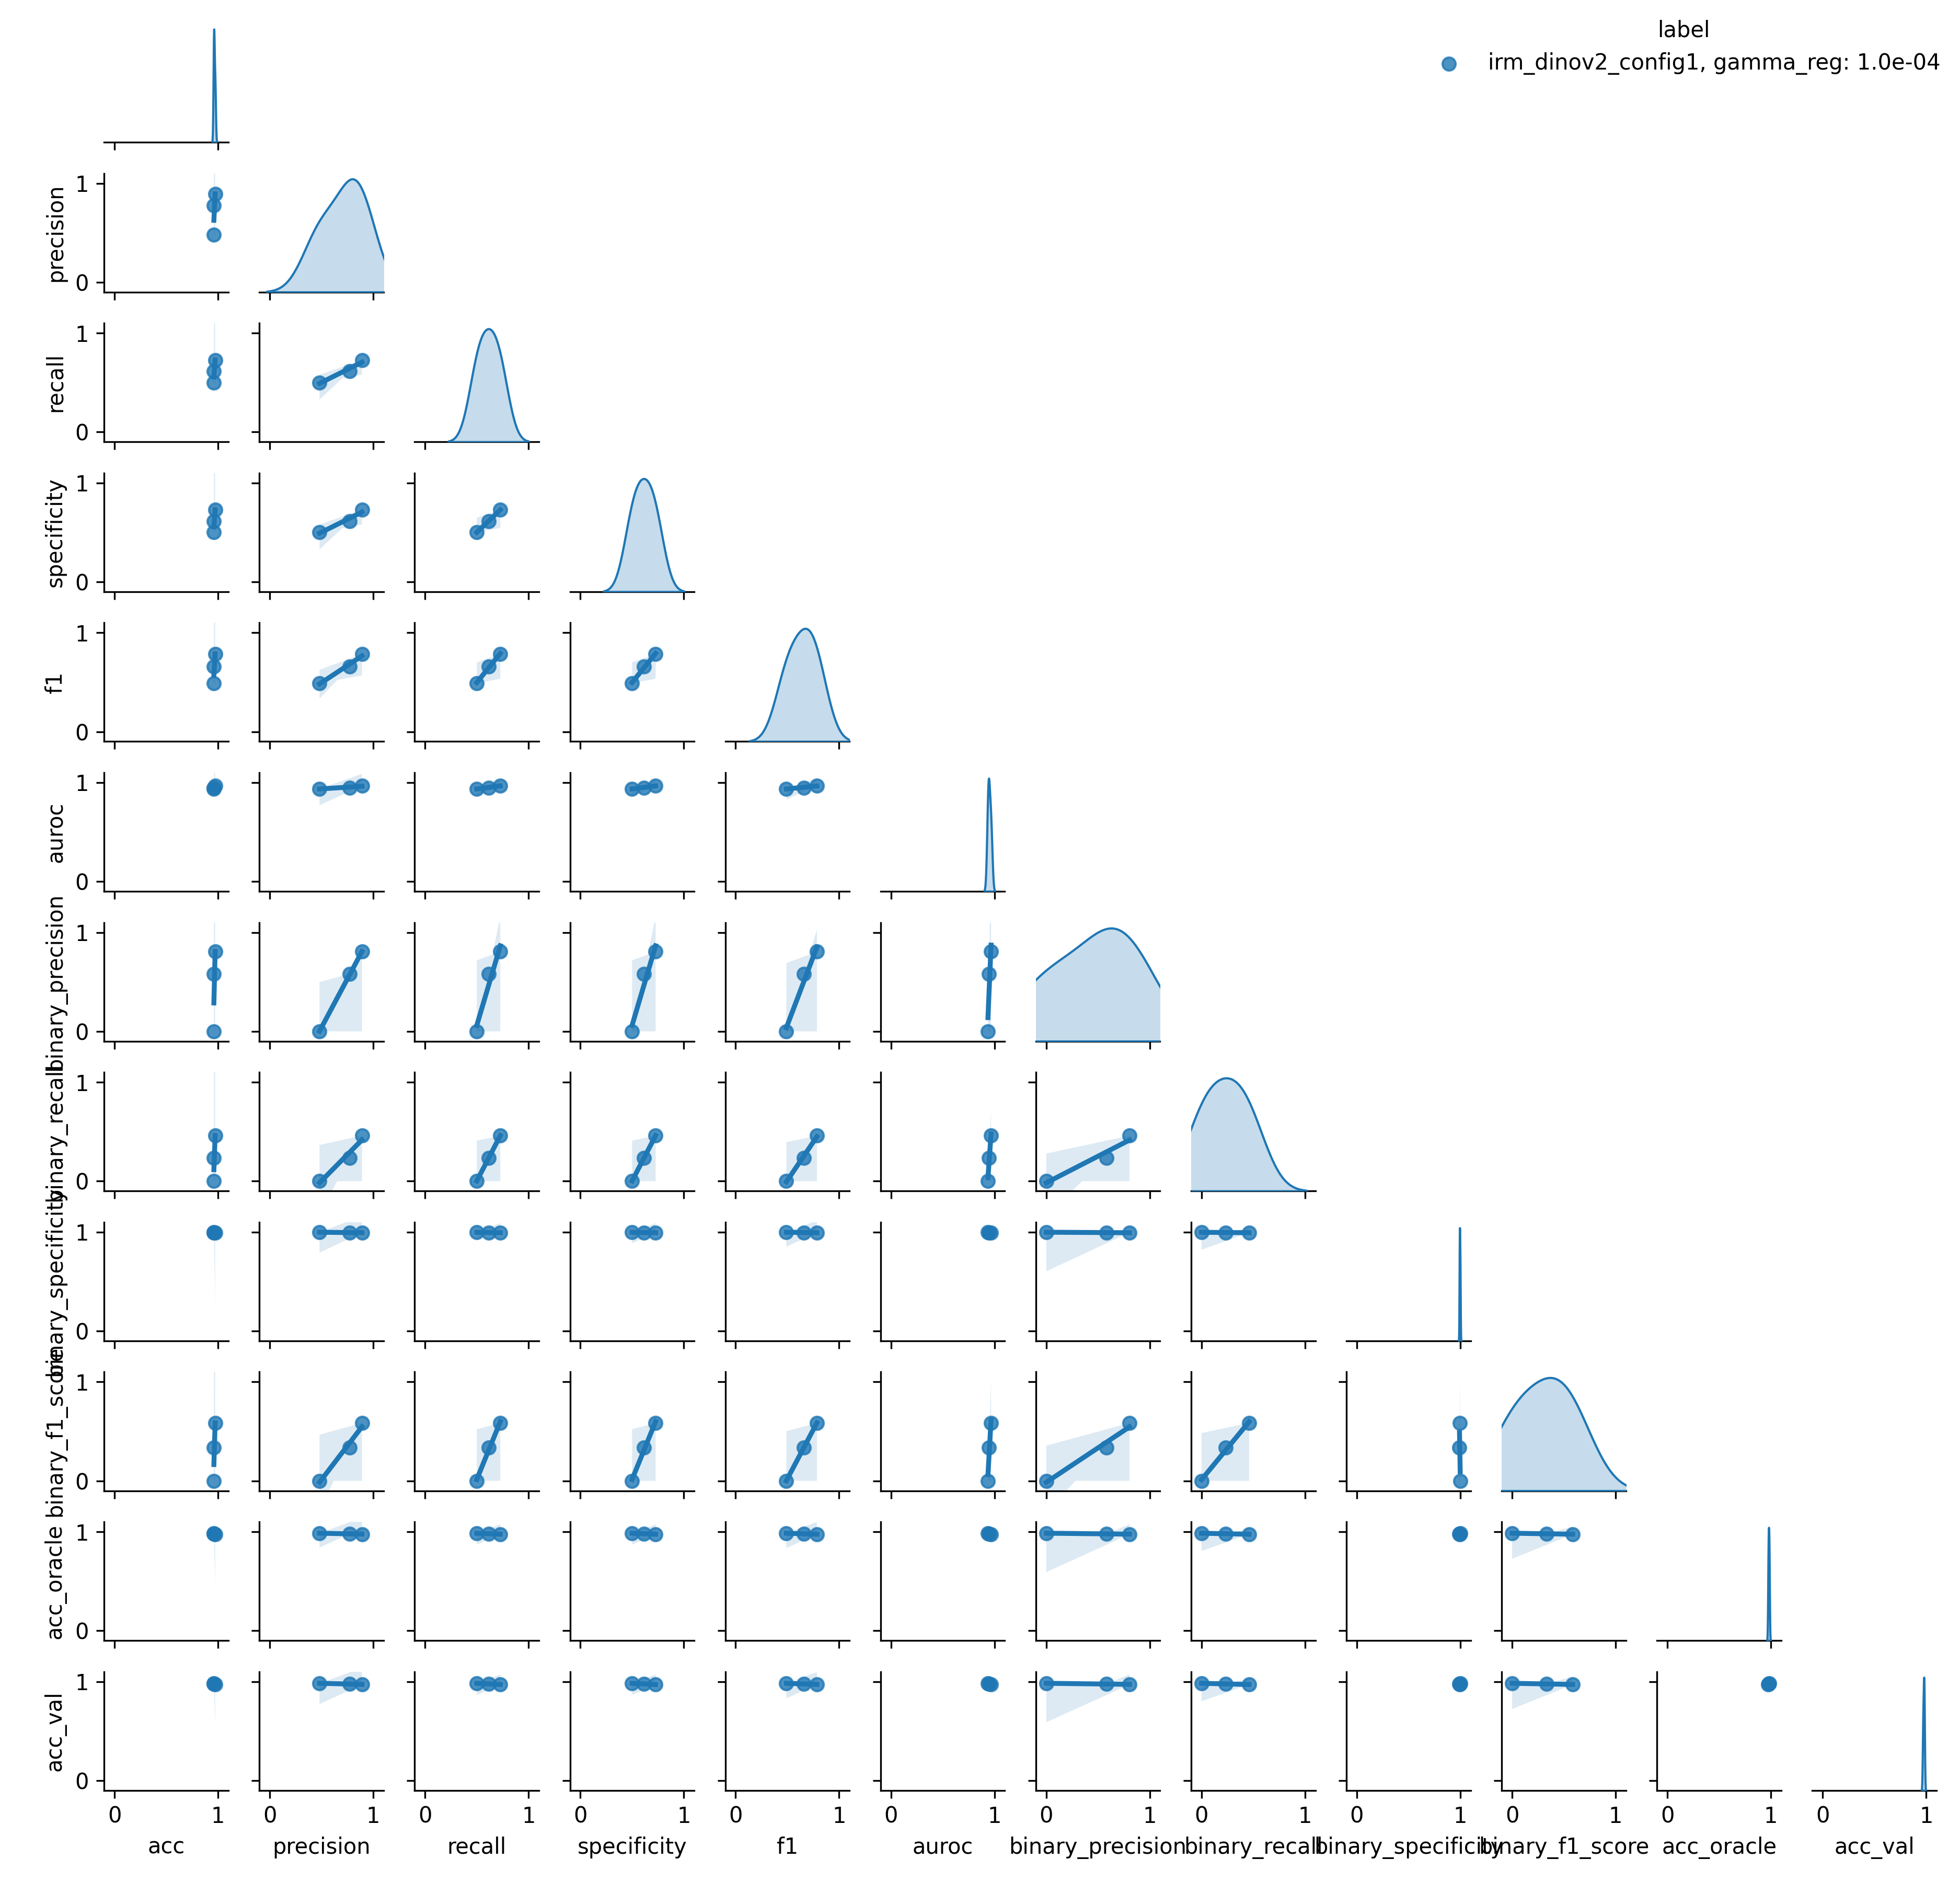 label
irm_dinov2_config1, gamma_reg: 1.0e-04
1
precision
0
1
recall
0
1
specificity
0
1
f1
0
1
auroc
0
1
binary_precision
0
1
binary_recall
0
1
binary_specificity
0
1
binary_f1_score
0
1
acc_oracle
0
1
acc_val
0
0 1 0 1 0 1 0 1 0 1 0 1 0 1 0 1 0 1 0 1 0 1 0 1
acc precision recall specificity f1 auroc binary_precision binary_recall binary_specificity binary_f1_score acc_oracle acc_val